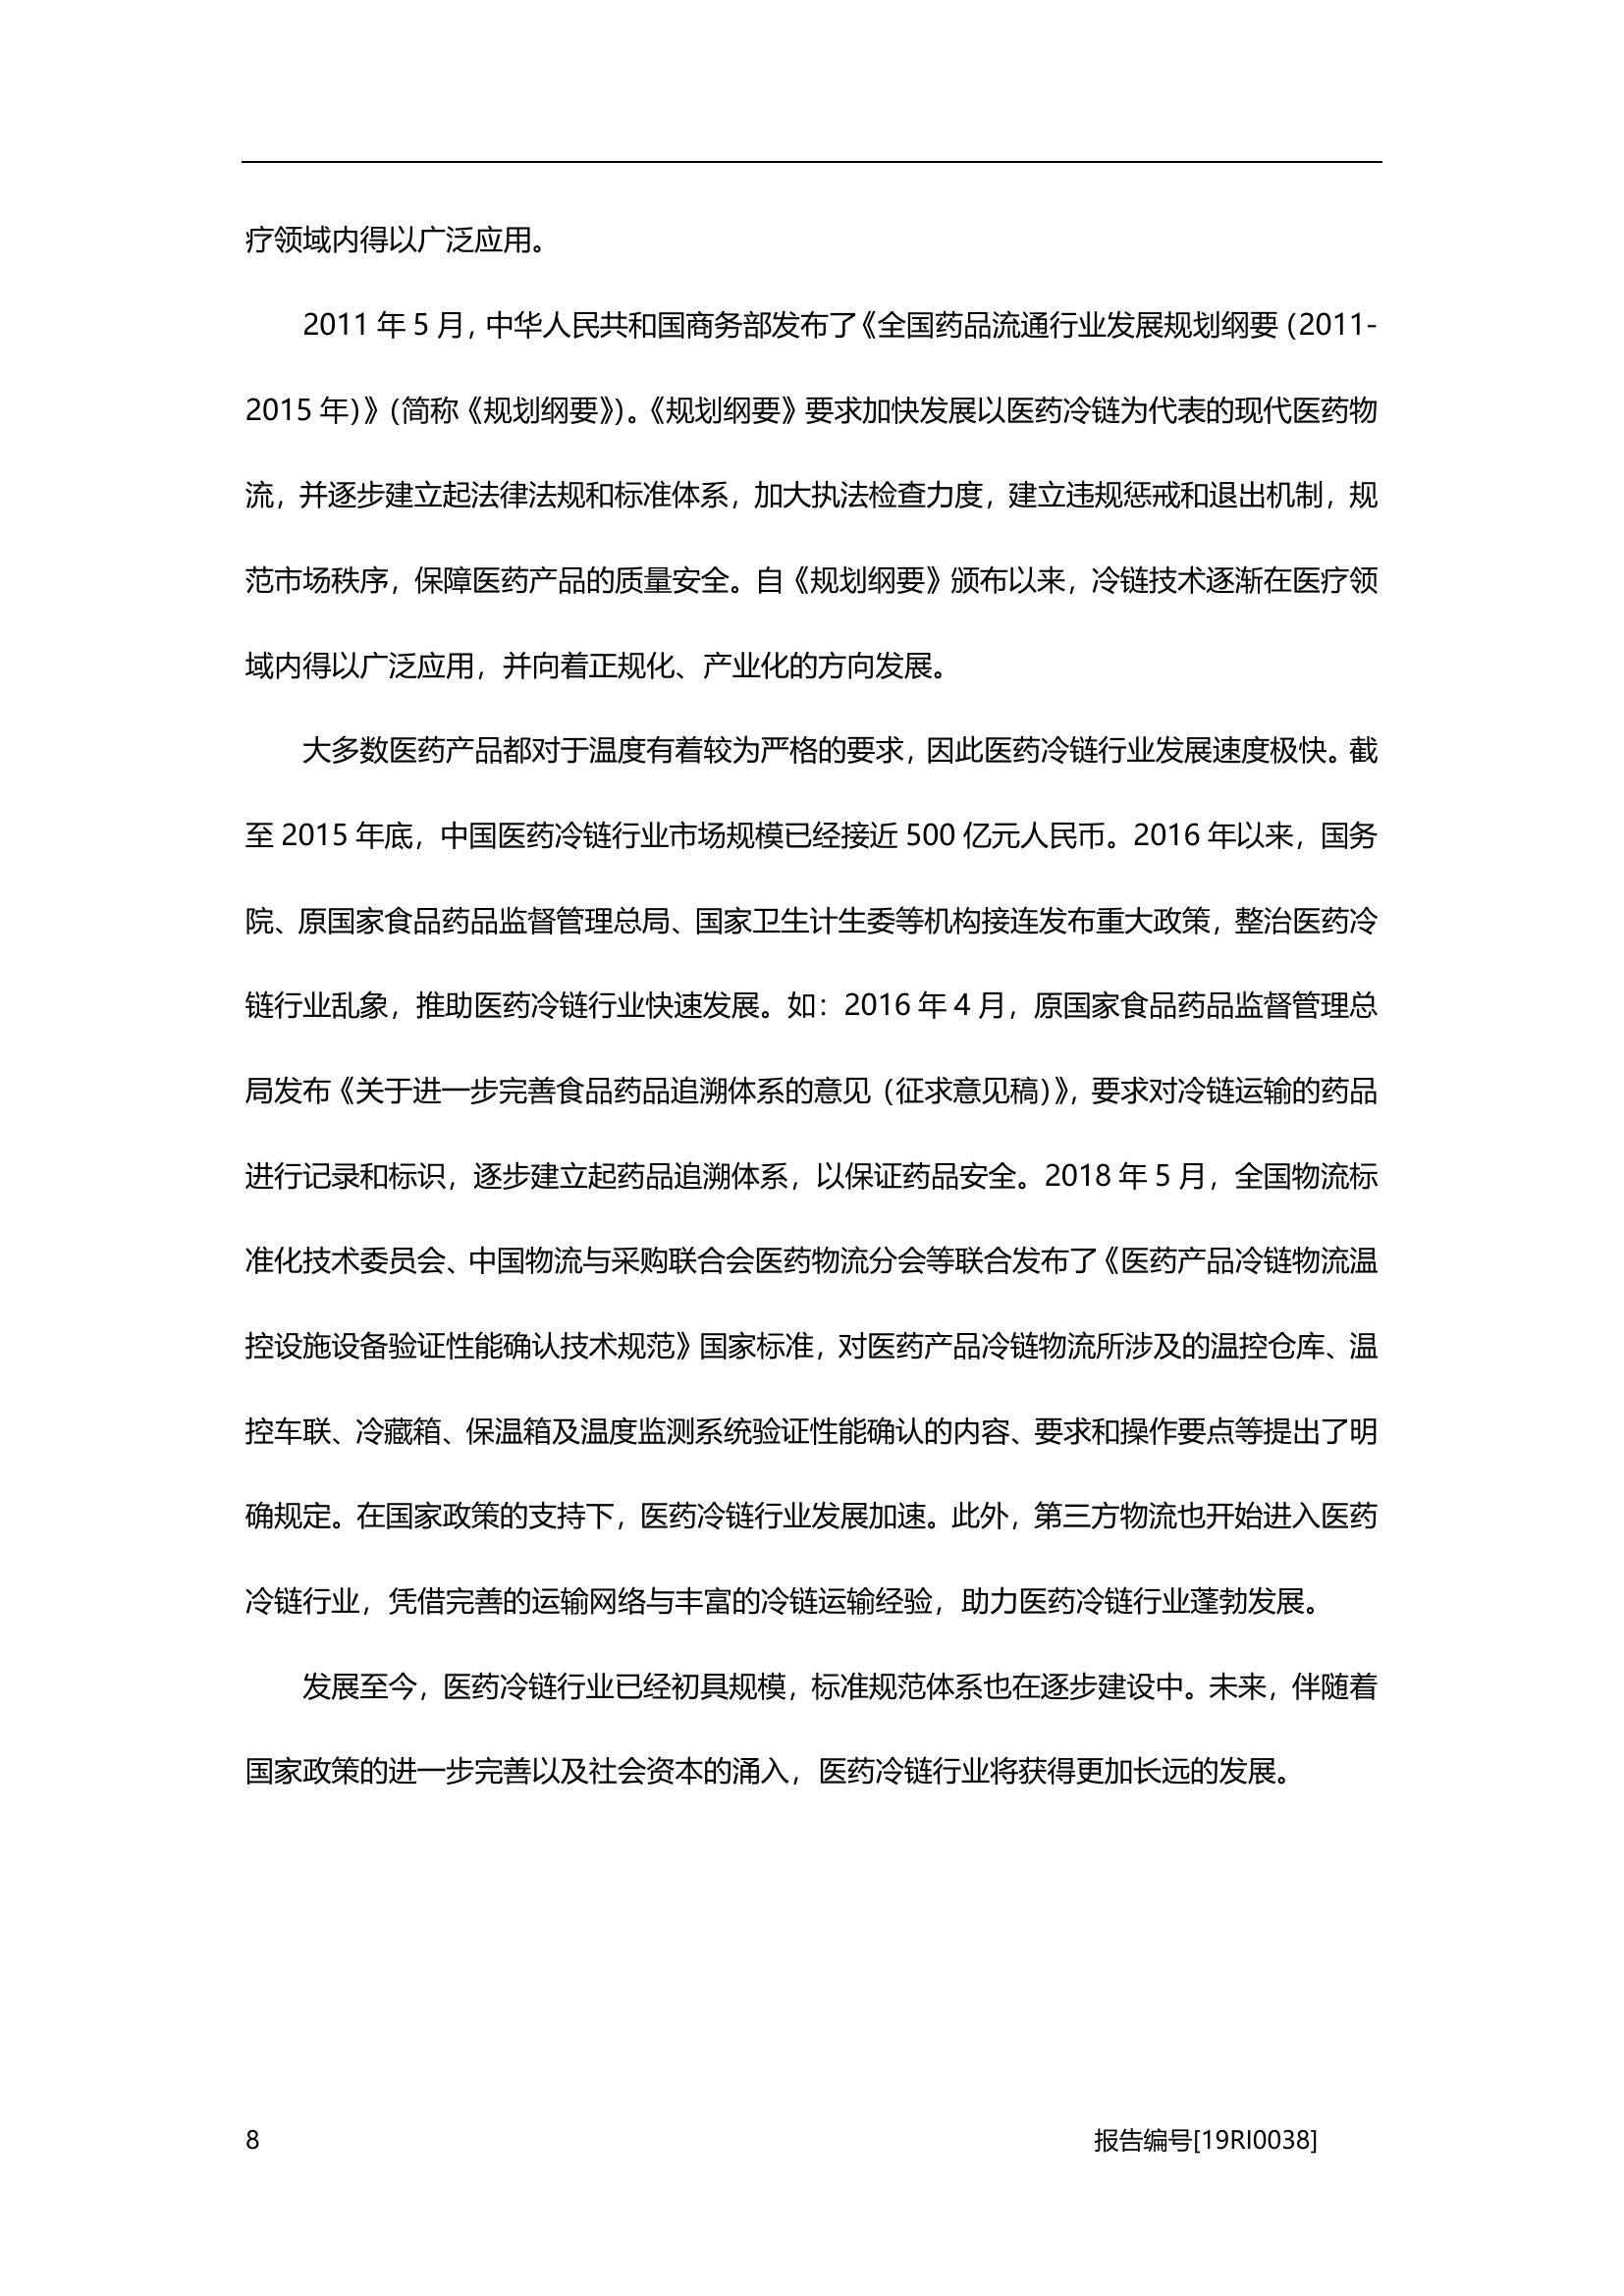 疗领域内得以广泛应用。
2011 年 5 月，中华人民共和国商务部发布了《全国药品流通行业发展规划纲要（2011-
2015 年）》（简称《规划纲要》）。《规划纲要》要求加快发展以医药冷链为代表的现代医药物
流，并逐步建立起法律法规和标准体系，加大执法检查力度，建立违规惩戒和退出机制，规
范市场秩序，保障医药产品的质量安全。自《规划纲要》颁布以来，冷链技术逐渐在医疗领
域内得以广泛应用，并向着正规化、产业化的方向发展。
大多数医药产品都对于温度有着较为严格的要求，因此医药冷链行业发展速度极快。截
至 2015 年底，中国医药冷链行业市场规模已经接近 500 亿元人民币。2016 年以来，国务
院、原国家食品药品监督管理总局、国家卫生计生委等机构接连发布重大政策，整治医药冷
链行业乱象，推助医药冷链行业快速发展。如：2016 年 4 月，原国家食品药品监督管理总
局发布《关于进一步完善食品药品追溯体系的意见（征求意见稿）》，要求对冷链运输的药品
进行记录和标识，逐步建立起药品追溯体系，以保证药品安全。2018 年 5 月，全国物流标
准化技术委员会、中国物流与采购联合会医药物流分会等联合发布了《医药产品冷链物流温
控设施设备验证性能确认技术规范》国家标准，对医药产品冷链物流所涉及的温控仓库、温
控车联、冷藏箱、保温箱及温度监测系统验证性能确认的内容、要求和操作要点等提出了明
确规定。在国家政策的支持下，医药冷链行业发展加速。此外，第三方物流也开始进入医药
冷链行业，凭借完善的运输网络与丰富的冷链运输经验，助力医药冷链行业蓬勃发展。
发展至今，医药冷链行业已经初具规模，标准规范体系也在逐步建设中。未来，伴随着
国家政策的进一步完善以及社会资本的涌入，医药冷链行业将获得更加长远的发展。
8 报告编号[19RI0038]